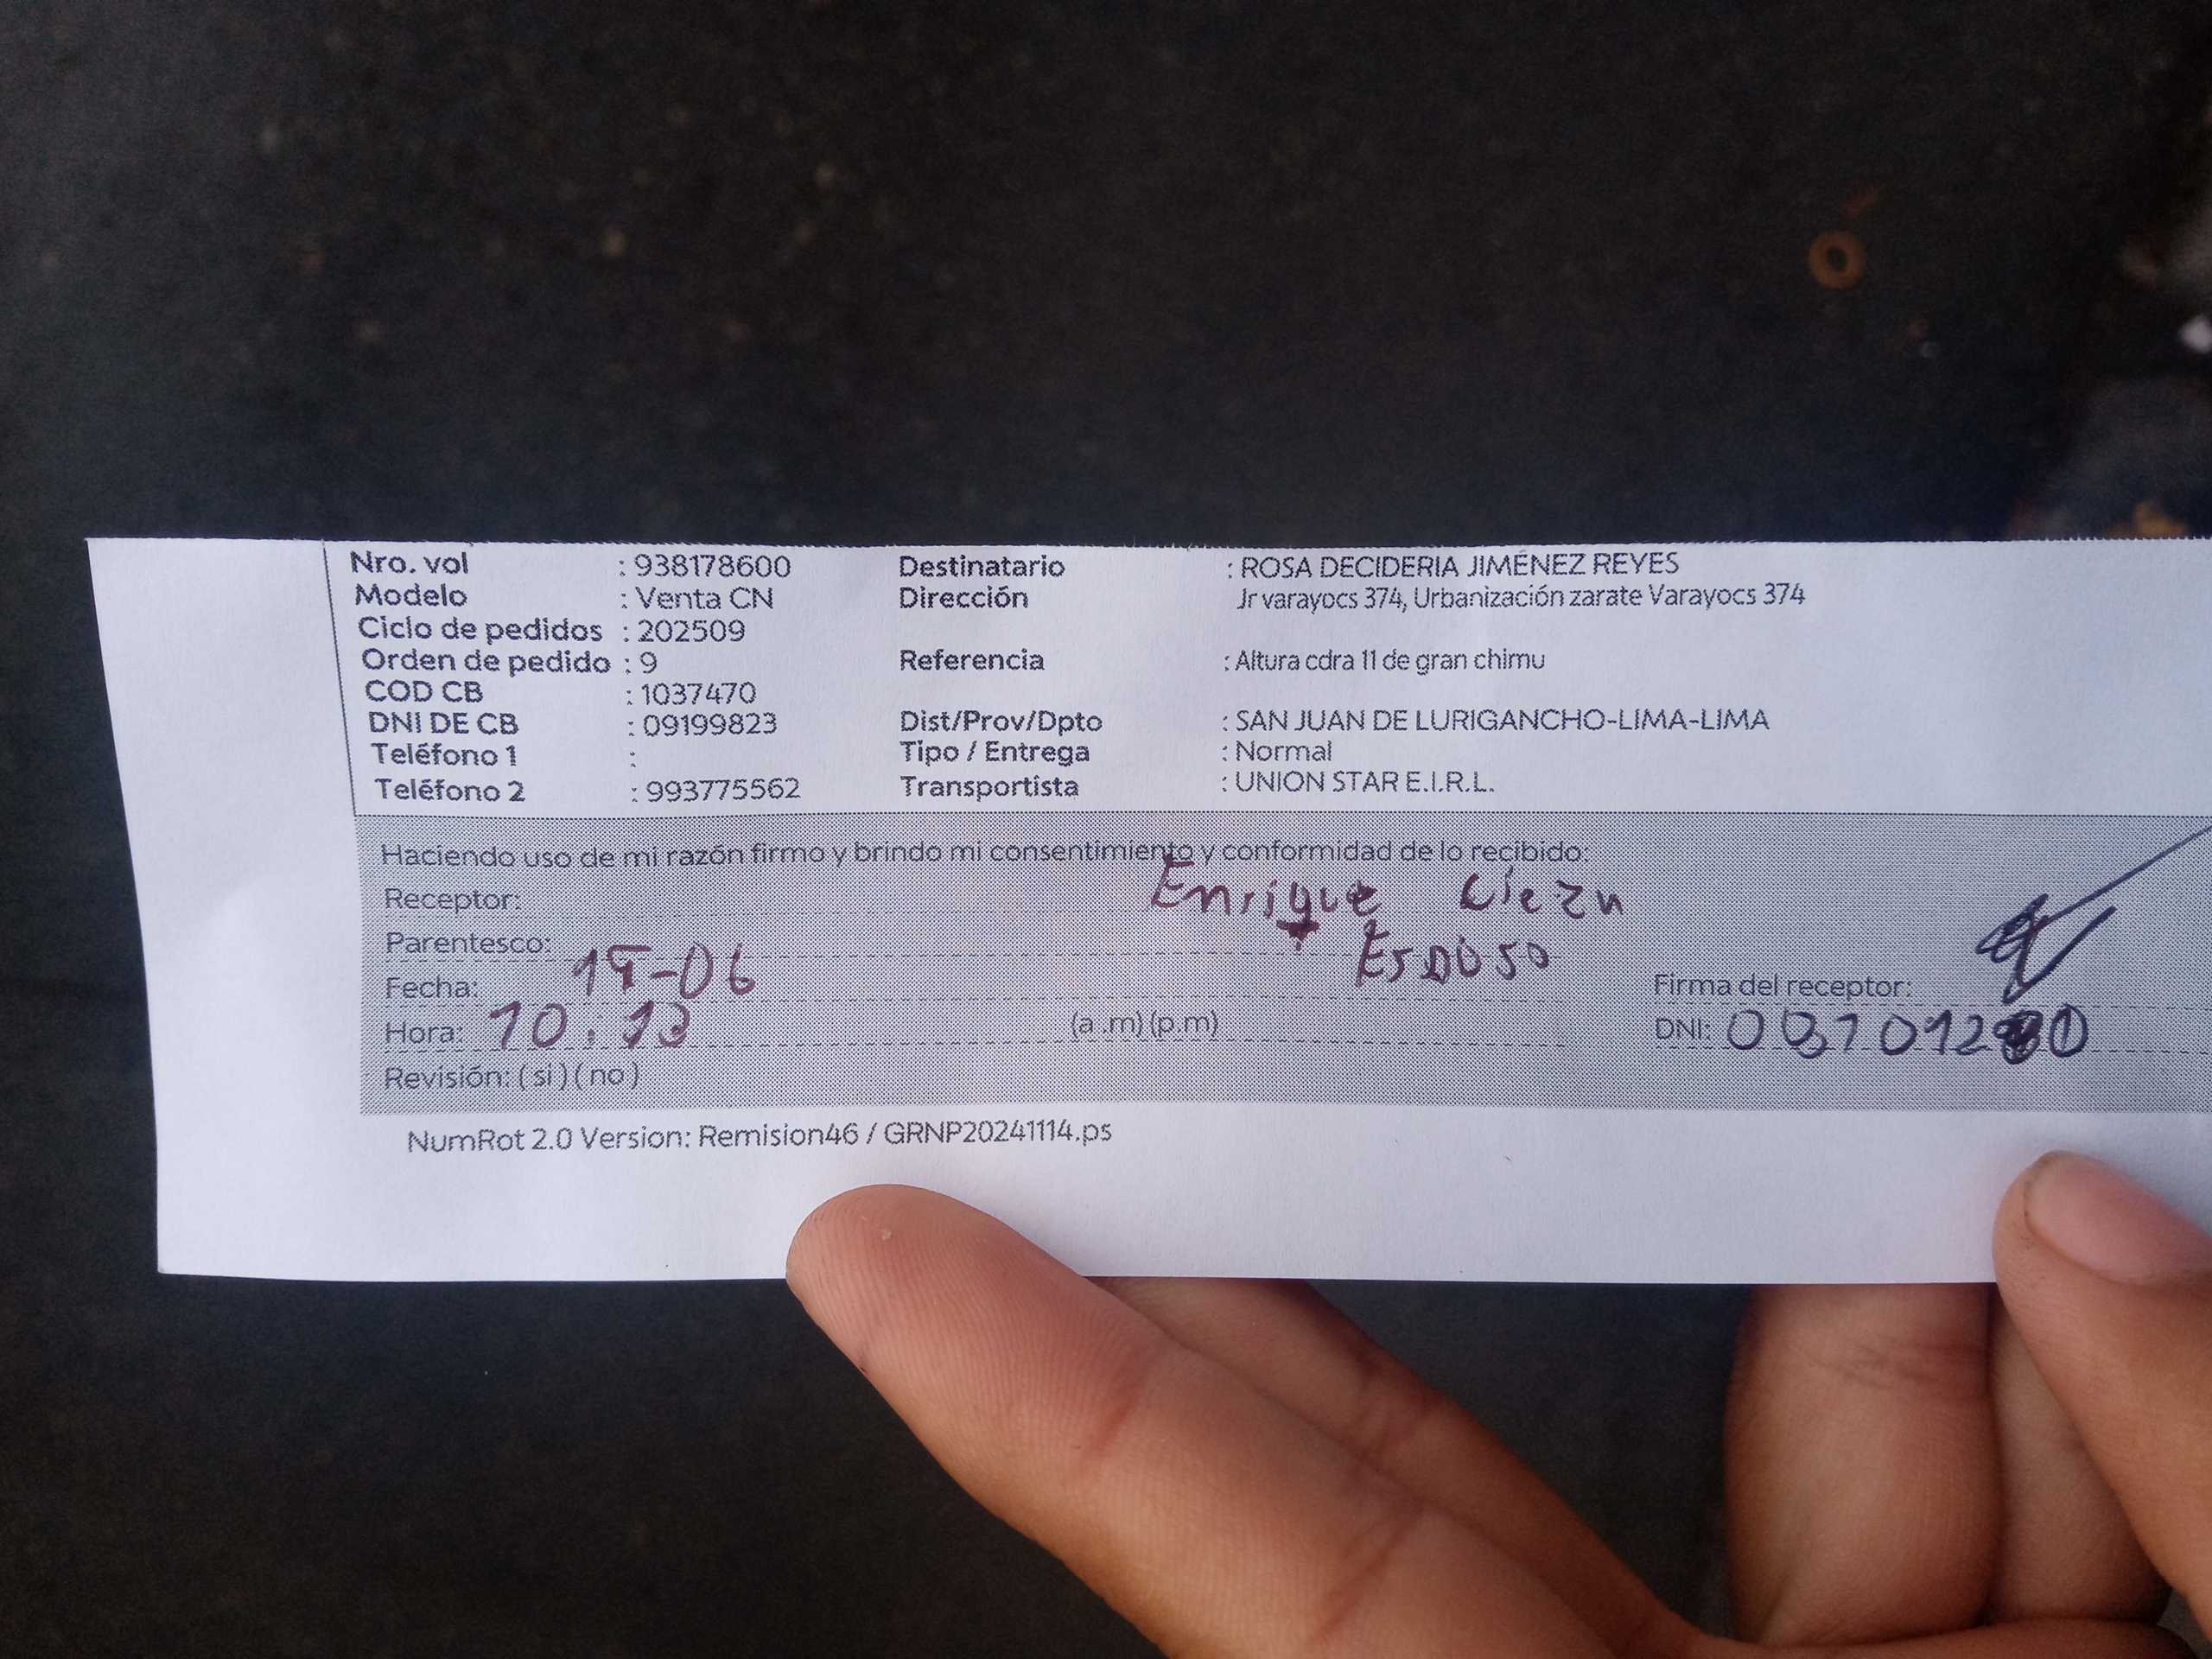 Nro. vol : 938178600 Destinatario : ROSA DECIDERIA JIMÉNEZ REYES
Modelo : Venta CN Dirección Jr varayocs 374, Urbanización zarate Varayocs 374
Ciclo de pedidos : 202509
Orden de pedido : 9 Referencia : Altura cdra 11 de gran chimu
COD CB : 1037470
DNI DE CB : 09199823 Dist/Prov/Dpto : SAN JUAN DE LURIGANCHO-LIMA-LIMA
Teléfono 1 : Tipo / Entrega : Normal
Teléfono 2 : 993775562 Transportista : UNION STAR E.I.R.L.
Haciendo uso de mi razón firmo y brindo mi consentimiento y conformidad de lo recibido:
Receptor: Enrique
Parentesco: Esposo
Fecha: Firma del receptor:
Hora: 10:13 (a .m) (p.m) DNI:
Revisión: ( si ) ( no )
NumRot 2.0 Version: Remision46 / GRNP20241114.ps